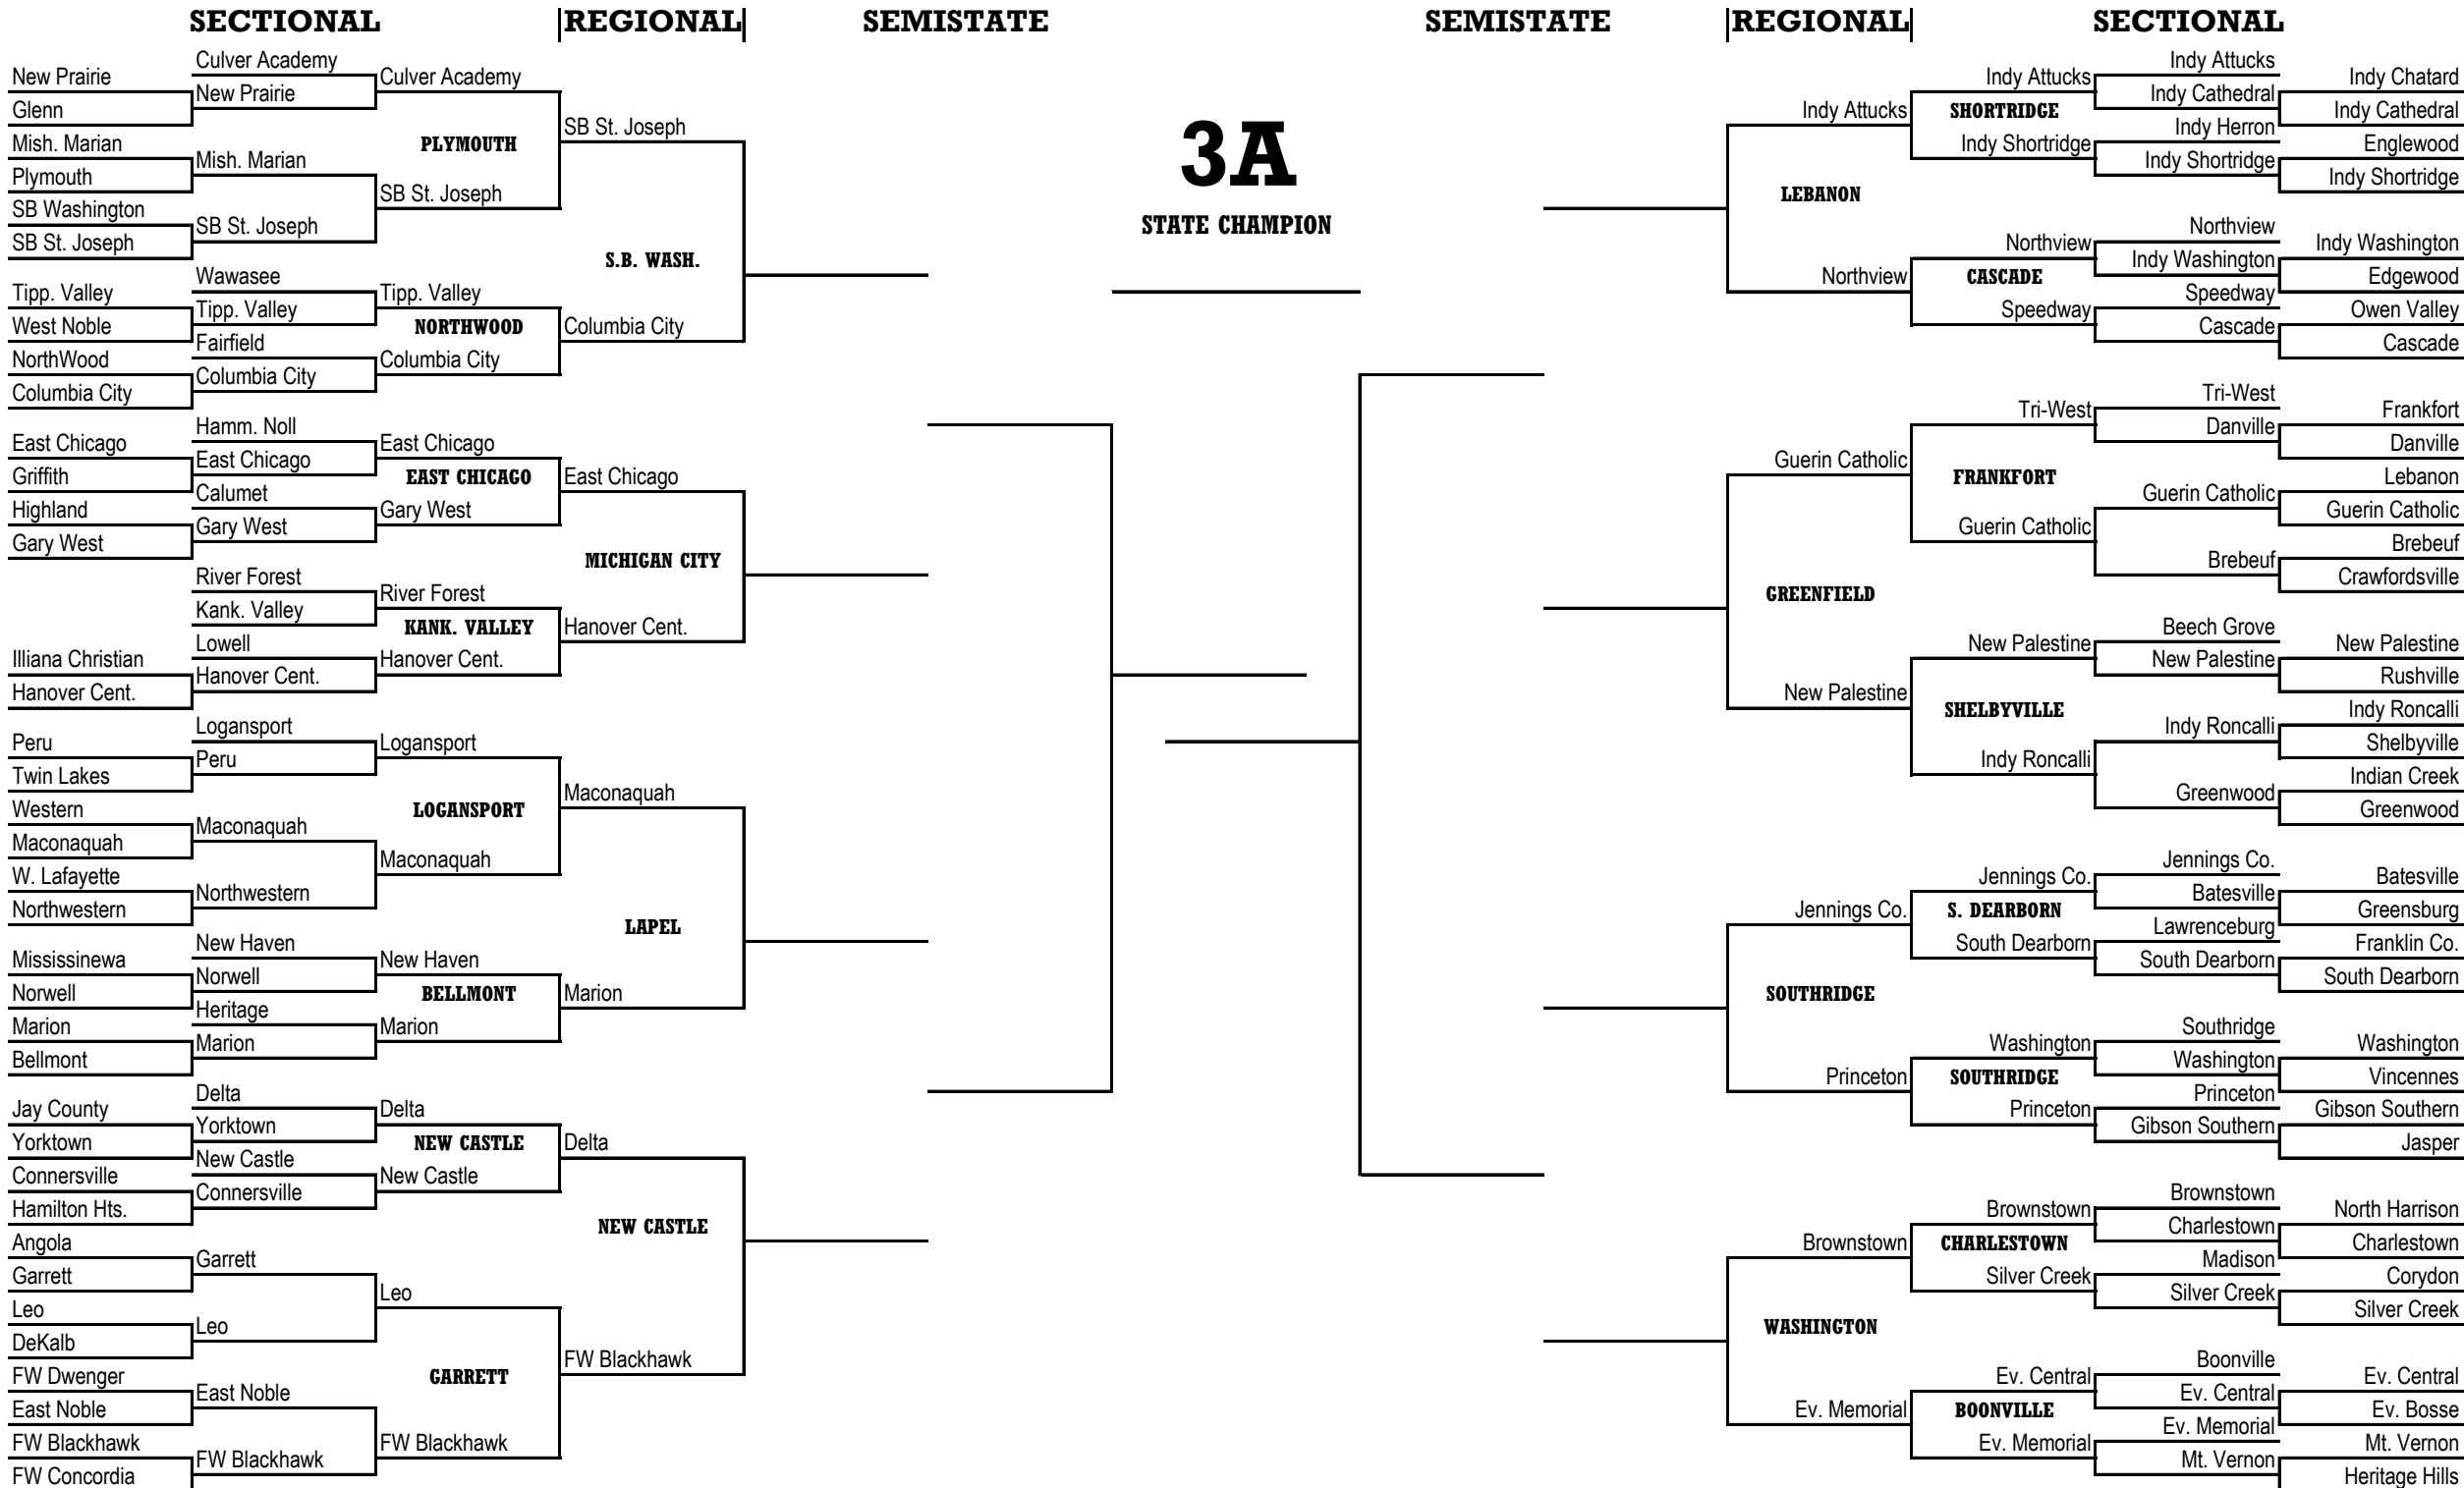 SECTIONAL
REGIONAL
SEMISTATE
SEMISTATE
REGIONAL
SECTIONAL
3A
STATE CHAMPION
New Prairie
Glenn
Mish. Marian
Plymouth
SB Washington
SB St. Joseph
Tipp. Valley
West Noble
NorthWood
Columbia City
East Chicago
Griffith
Highland
Gary West
Illiana Christian
Hanover Cent.
Peru
Twin Lakes
Western
Maconaquah
W. Lafayette
Northwestern
Mississinewa
Norwell
Marion
Bellmont
Jay County
Yorktown
Connersville
Hamilton Hts.
Angola
Garrett
Leo
DeKalb
FW Dwenger
East Noble
FW Blackhawk
FW Concordia
Culver Academy
New Prairie
Mish. Marian
SB St. Joseph
Wawasee
Tipp. Valley
Fairfield
Columbia City
Hamm. Noll
East Chicago
Calumet
Gary West
River Forest
Kank. Valley
Lowell
Hanover Cent.
Logansport
Peru
Maconaquah
Northwestern
New Haven
Norwell
Heritage
Marion
Delta
Yorktown
New Castle
Connersville
Garrett
Leo
East Noble
FW Blackhawk
Culver Academy
PLYMOUTH
SB St. Joseph
Tipp. Valley
NORTHWOOD
Columbia City
East Chicago
EAST CHICAGO
Gary West
River Forest
KANK. VALLEY
Hanover Cent.
Logansport
LOGANSPORT
Maconaquah
New Haven
BELLMONT
Marion
Delta
NEW CASTLE
New Castle
Leo
GARRETT
FW Blackhawk
SB St. Joseph
S.B. WASH.
Columbia City
East Chicago
MICHIGAN CITY
Hanover Cent.
Maconaquah
LAPEL
Marion
Delta
NEW CASTLE
FW Blackhawk
Indy Attucks
LEBANON
Northview
Guerin Catholic
GREENFIELD
New Palestine
Jennings Co.
SOUTHRIDGE
Princeton
Brownstown
WASHINGTON
Ev. Memorial
Indy Attucks
SHORTRIDGE
Indy Shortridge
Northview
CASCADE
Speedway
Tri-West
FRANKFORT
Guerin Catholic
New Palestine
SHELBYVILLE
Indy Roncalli
Jennings Co.
S. DEARBORN
South Dearborn
Washington
SOUTHRIDGE
Princeton
Brownstown
CHARLESTOWN
Silver Creek
Ev. Central
BOONVILLE
Ev. Memorial
Indy Attucks
Indy Cathedral
Indy Herron
Indy Shortridge
Northview
Indy Washington
Speedway
Cascade
Tri-West
Danville
Guerin Catholic
Brebeuf
Beech Grove
New Palestine
Indy Roncalli
Greenwood
Jennings Co.
Batesville
Lawrenceburg
South Dearborn
Southridge
Washington
Princeton
Gibson Southern
Brownstown
Charlestown
Madison
Silver Creek
Boonville
Ev. Central
Ev. Memorial
Mt. Vernon
Indy Chatard
Indy Cathedral
Englewood
Indy Shortridge
Indy Washington
Edgewood
Owen Valley
Cascade
Frankfort
Danville
Lebanon
Guerin Catholic
Brebeuf
Crawfordsville
New Palestine
Rushville
Indy Roncalli
Shelbyville
Indian Creek
Greenwood
Batesville
Greensburg
Franklin Co.
South Dearborn
Washington
Vincennes
Gibson Southern
Jasper
North Harrison
Charlestown
Corydon
Silver Creek
Ev. Central
Ev. Bosse
Mt. Vernon
Heritage Hills